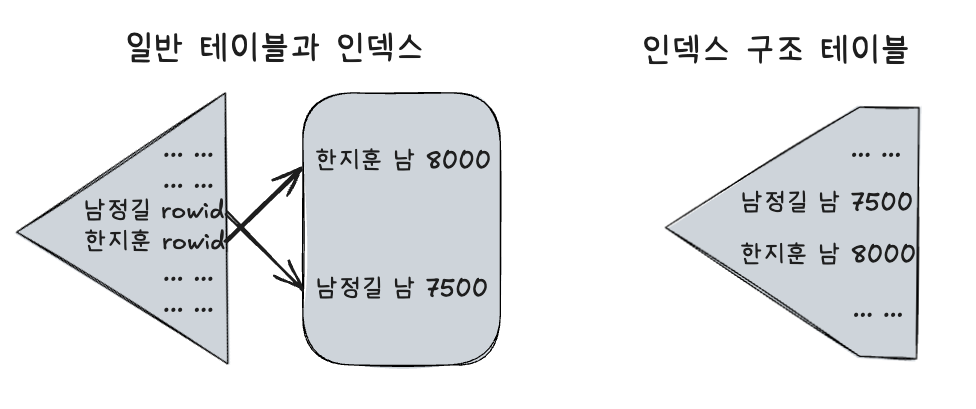 일반 테이블과 인덱스
... ...
... ...
남정길 rowid
한지훈 rowid
... ...
... ...
한지훈 남 8000
남정길 남 7500
인덱스 구조 테이블
... ...
남정길 남 7500
한지훈 남 8000
... ...